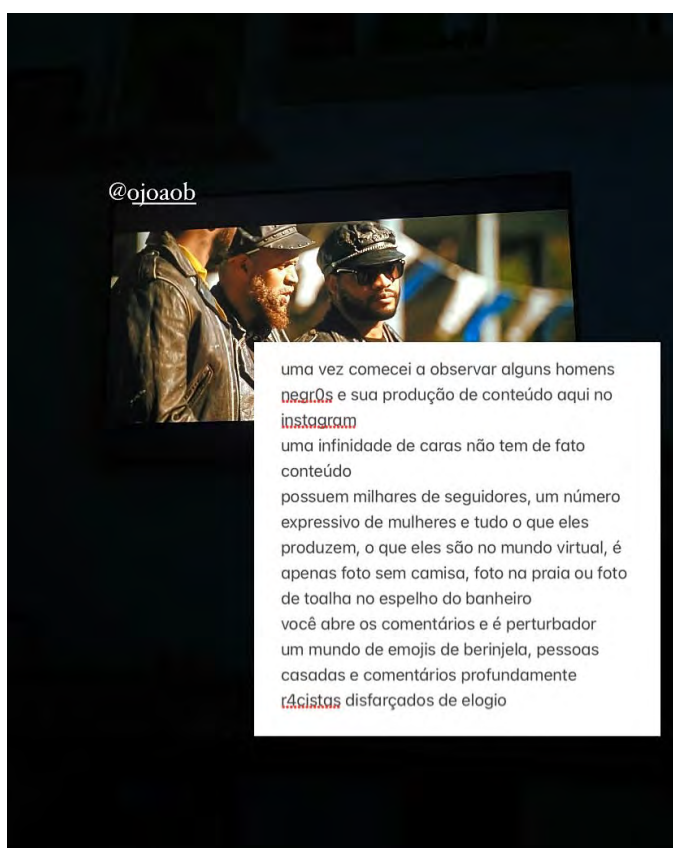 @ojoaob
uma vez comecei a observar alguns homens
negr0s e sua produção de conteúdo aqui no
instagram
uma infinidade de caras não tem de fato
conteúdo
possuem milhares de seguidores, um número
expressivo de mulheres e tudo o que eles
produzem, o que eles são no mundo virtual, é
apenas foto sem camisa, foto na praia ou foto
de toalha no espelho do banheiro
você abre os comentários e é perturbador
um mundo de emojis de berinjela, pessoas
casadas e comentários profundamente
r4cistas disfarçados de elogio